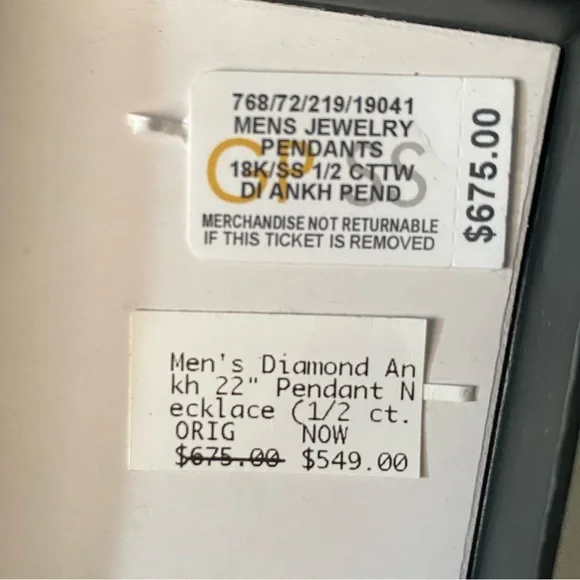 768/72/219/19041
MENS JEWELRY
PENDANTS
18K/SS 1/2 CTTW
DI ANKH PEND
MERCHANDISE NOT RETURNABLE
IF THIS TICKET IS REMOVED
GP SS
$675.00
Men's Diamond An
kh 22" Pendant N
ecklace (1/2 ct.
ORIG NOW
$675.00 $549.00